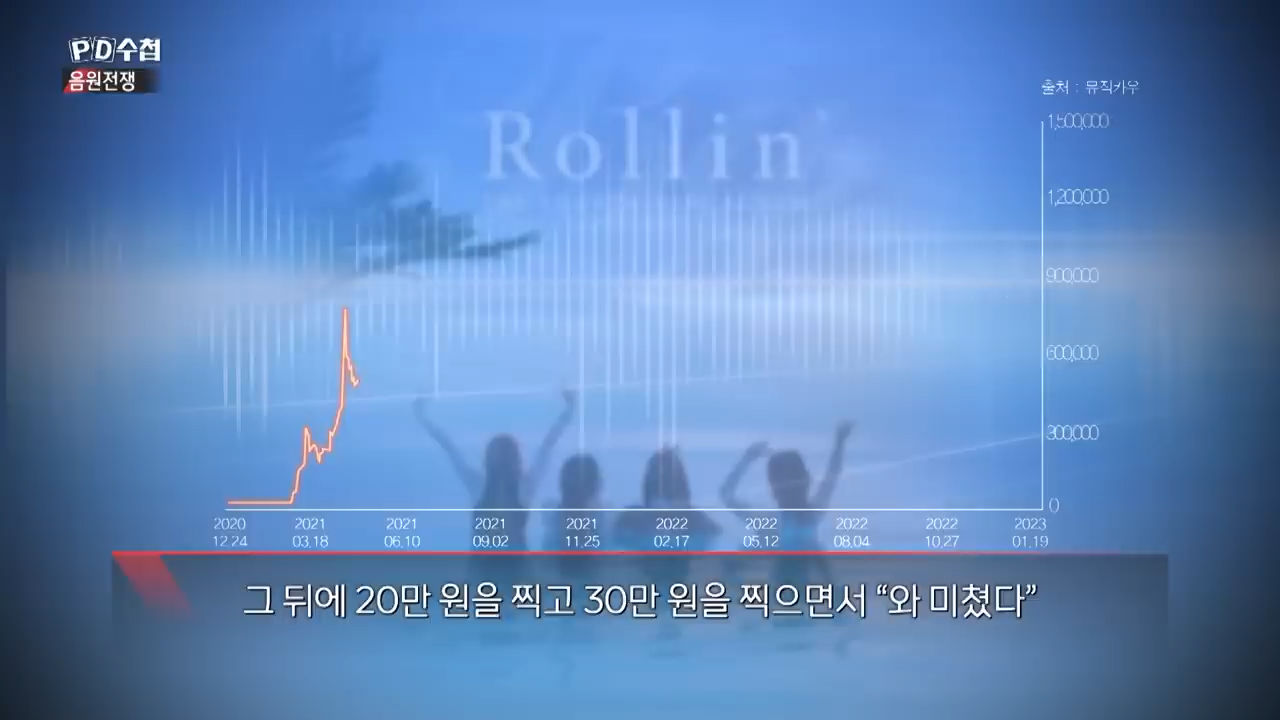 PD수첩
음원전쟁
출처 : 뮤직카우
Rollin'
1,500,000
1,200,000
900,000
600,000
300,000
0
2020 2021 2021 2021 2021 2022 2022 2022 2022 2023
12.24 03.18 06.10 09.02 11.25 02.17 05.12 08.04 10.27 01.19
그 뒤에 20만 원을 찍고 30만 원을 찍으면서 “와 미쳤다”